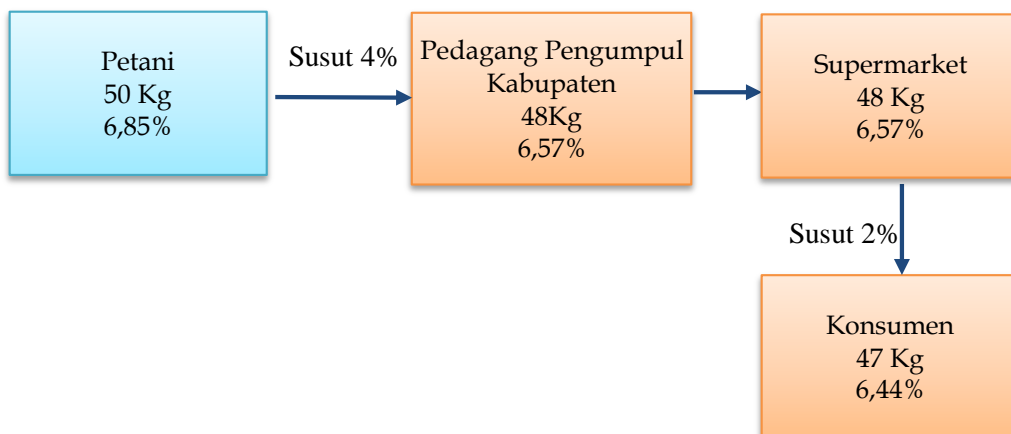 Petani
50 Kg
6,85%
Susut 4%
Pedagang Pengumpul
Kabupaten
48Kg
6,57%
Supermarket
48 Kg
6,57%
Susut 2%
Konsumen
47 Kg
6,44%